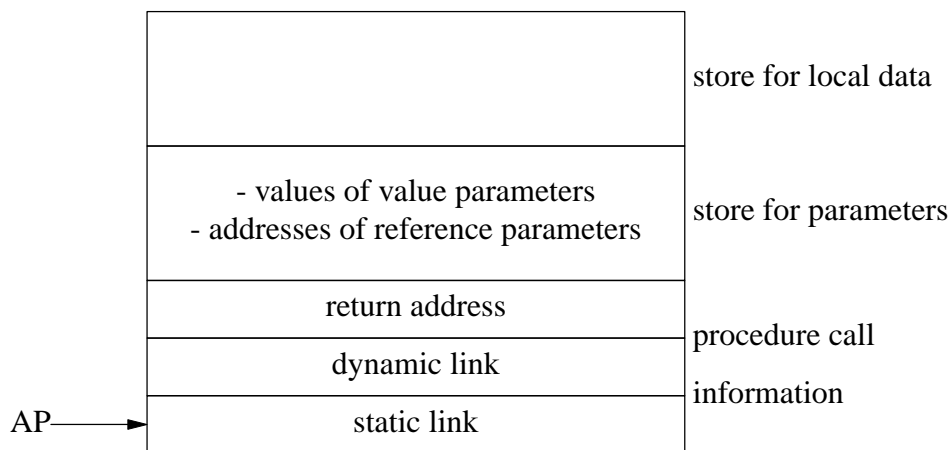 store for local data
- values of value parameters
- addresses of reference parameters
store for parameters
return address
procedure call
dynamic link
information
AP
static link